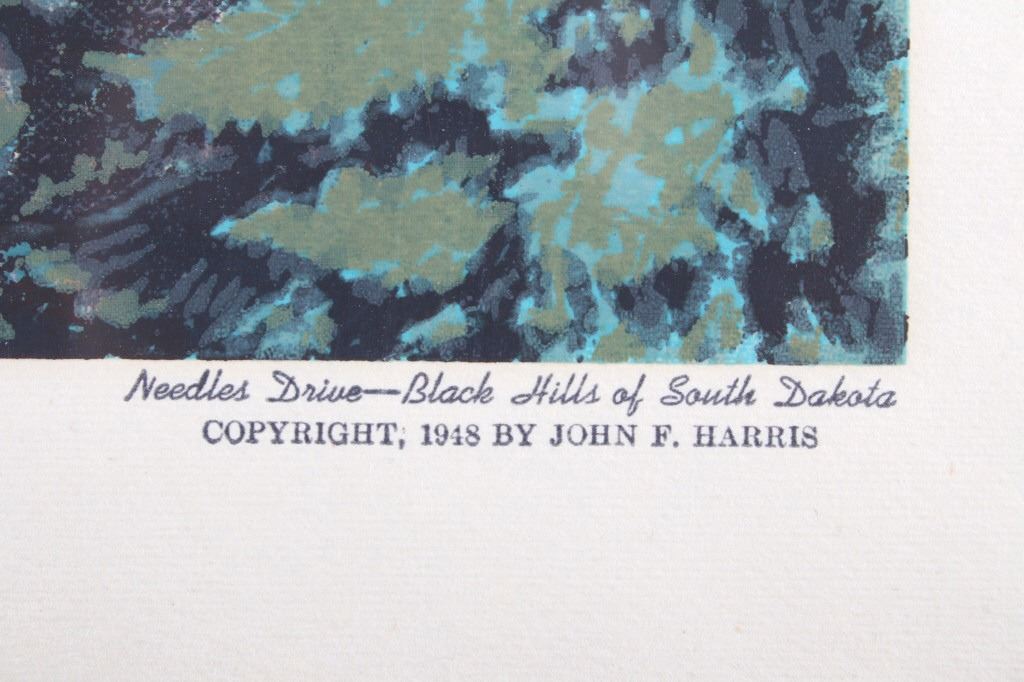 Needles Drive—Black Hills of South Dakota
COPYRIGHT, 1948 BY JOHN F. HARRIS